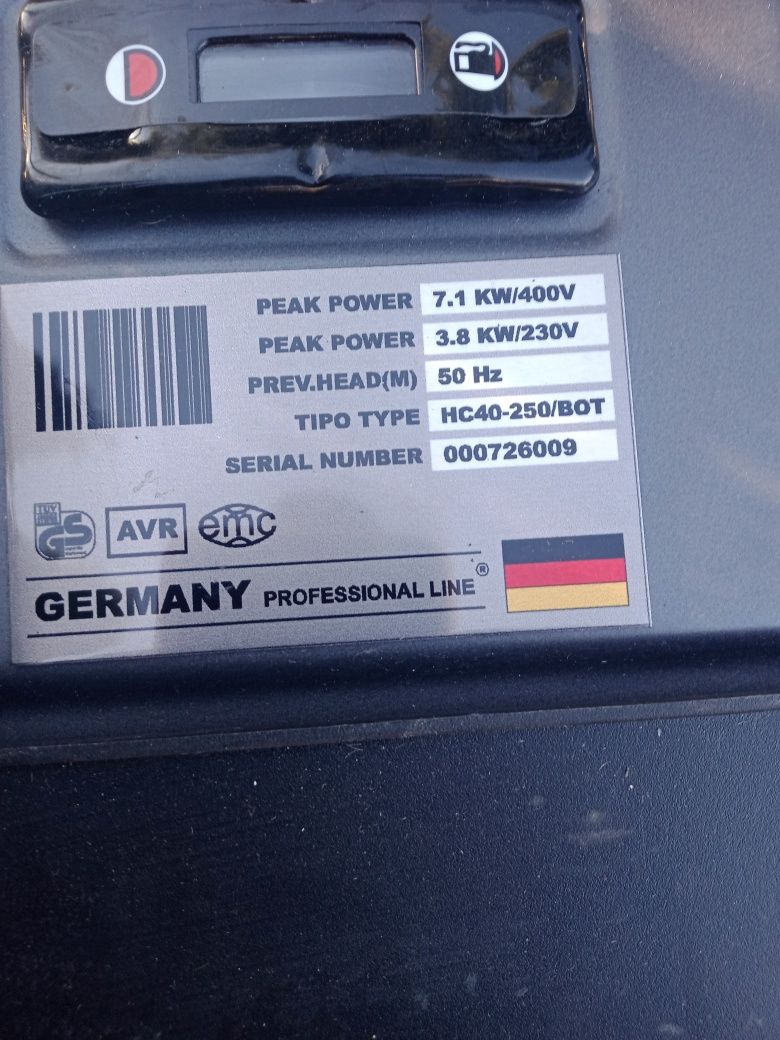 PEAK POWER 7.1 KW/400V
PEAK POWER 3.8 KW/230V
PREV.HEAD(M) 50 Hz
TIPO TYPE HC40-250/BOT
SERIAL NUMBER 000726009
GS AVR emc
GERMANY PROFESSIONAL LINE ®